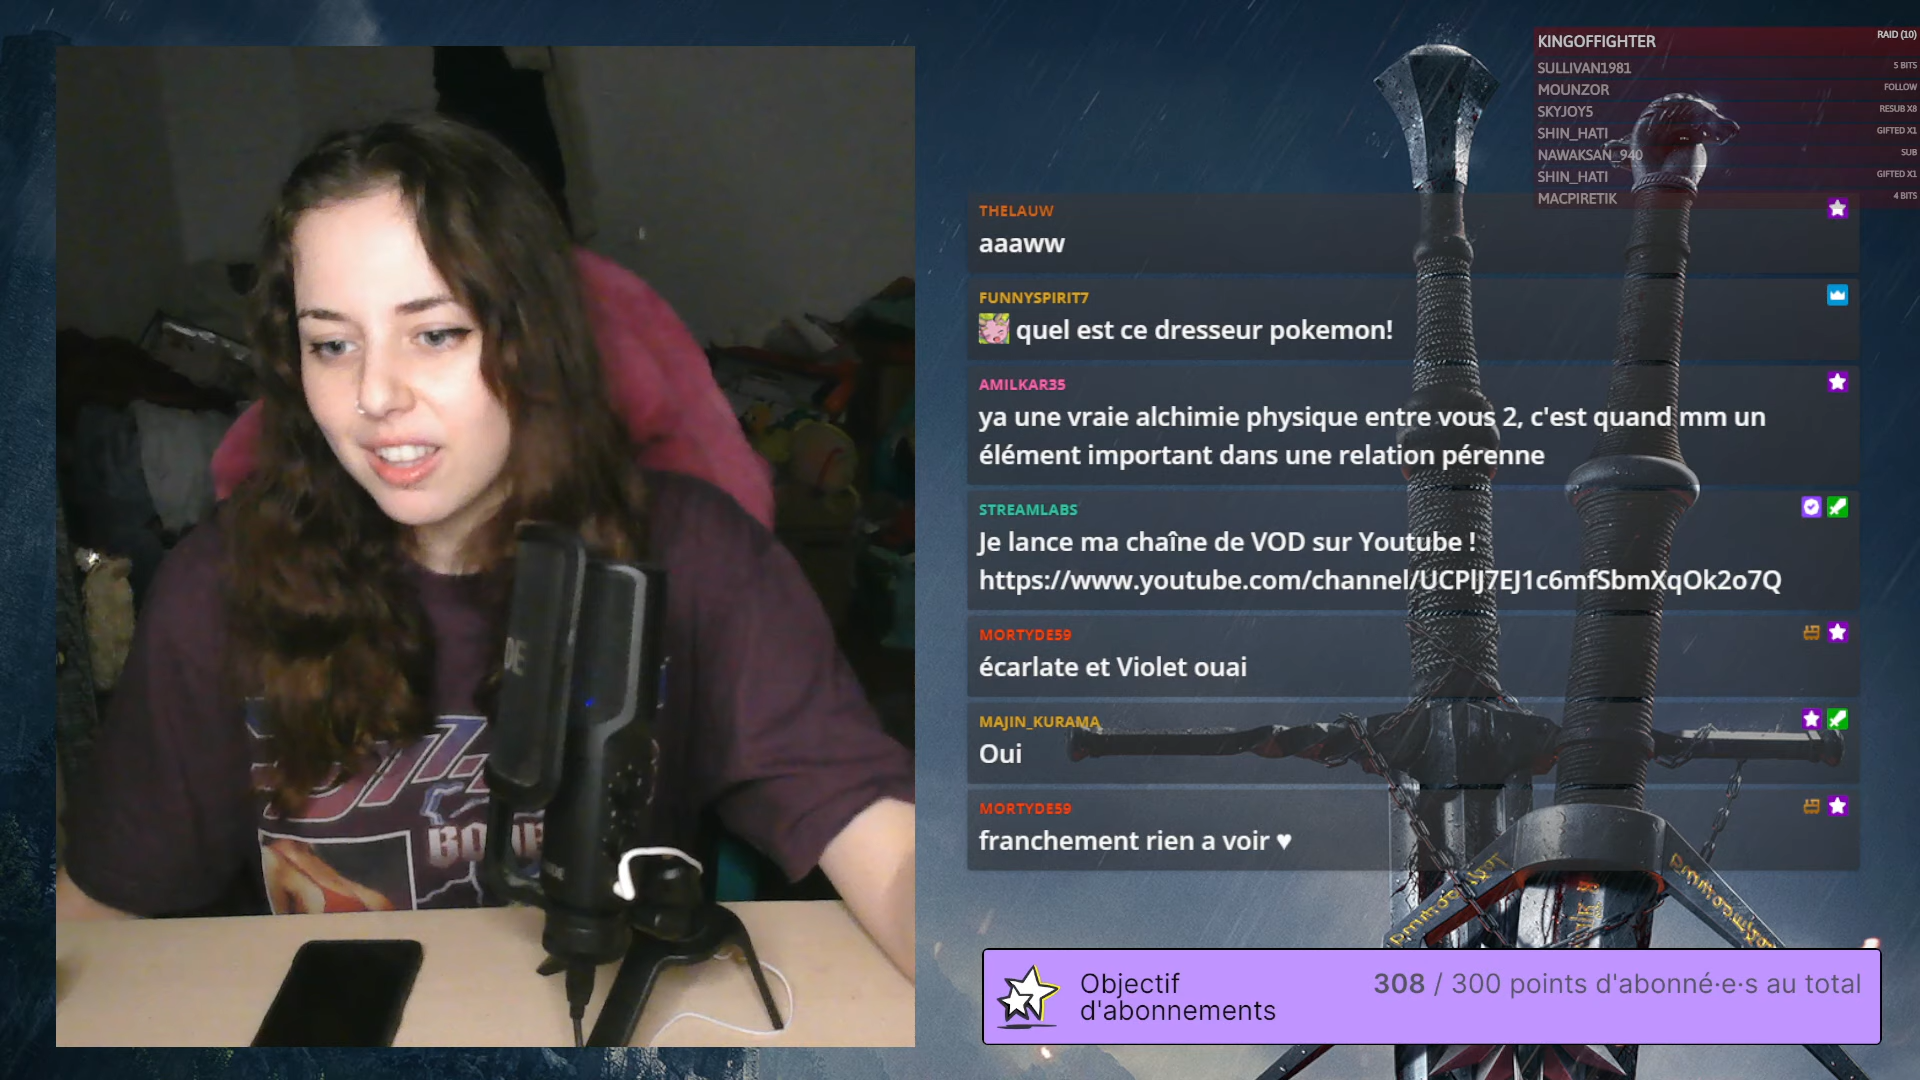 KINGOFFIGHTER RAID (10)
SULLIVAN1981 5 BITS
MOUNZOR FOLLOW
SKYJOY5 RESUB X8
SHIN_HATI GIFTED X1
NAWAKSAN_940 SUB
SHIN_HATI GIFTED X1
MACPIRETIK 4 BITS
THELAUW
aaaww
FUNNYSPIRIT7
quel est ce dresseur pokemon!
AMILKAR35
ya une vraie alchimie physique entre vous 2, c'est quand mm un
élément important dans une relation pérenne
STREAMLABS
Je lance ma chaîne de VOD sur Youtube !
https://www.youtube.com/channel/UCPlJ7EJ1c6mfSbmXqOk2o7Q
MORTYDE59
écarlate et Violet ouai
MAJIN_KURAMA
Oui
MORTYDE59
franchement rien a voir ♥
Objectif
d'abonnements
308 / 300 points d'abonné·e·s au total